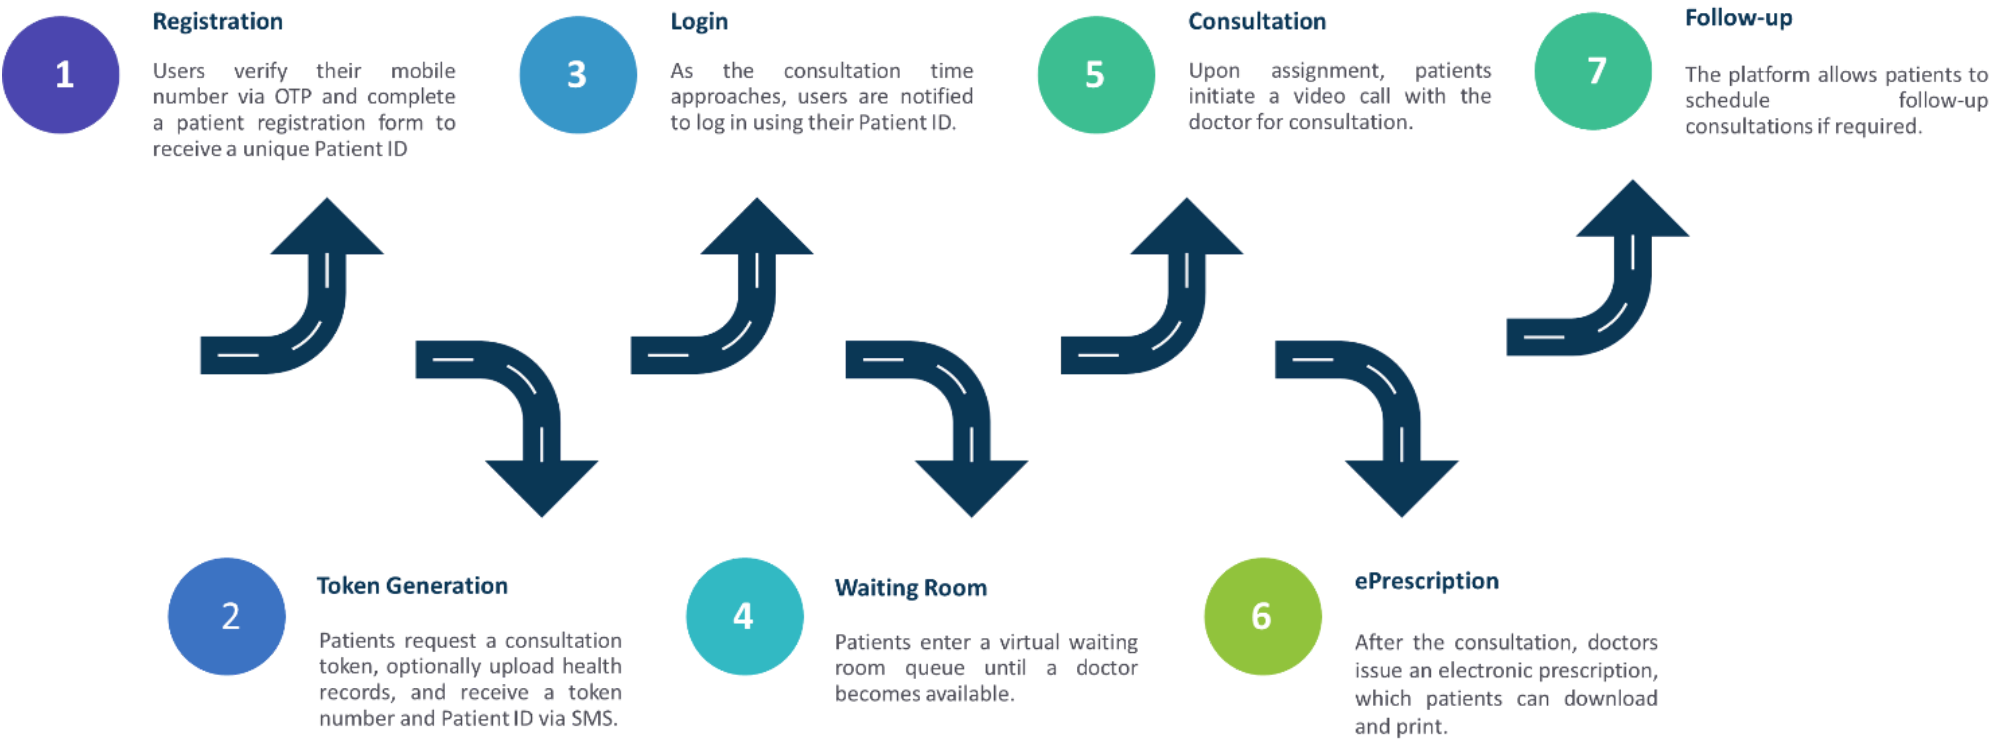 1
Registration
Users verify their mobile
number via OTP and complete
a patient registration form to
receive a unique Patient ID
2
Token Generation
Patients request a consultation
token, optionally upload health
records, and receive a token
number and Patient ID via SMS.
3
Login
As the consultation time
approaches, users are notified
to log in using their Patient ID.
4
Waiting Room
Patients enter a virtual waiting
room queue until a doctor
becomes available.
5
Consultation
Upon assignment, patients
initiate a video call with the
doctor for consultation.
6
ePrescription
After the consultation, doctors
issue an electronic prescription,
which patients can download
and print.
7
Follow-up
The platform allows patients to
schedule follow-up
consultations if required.